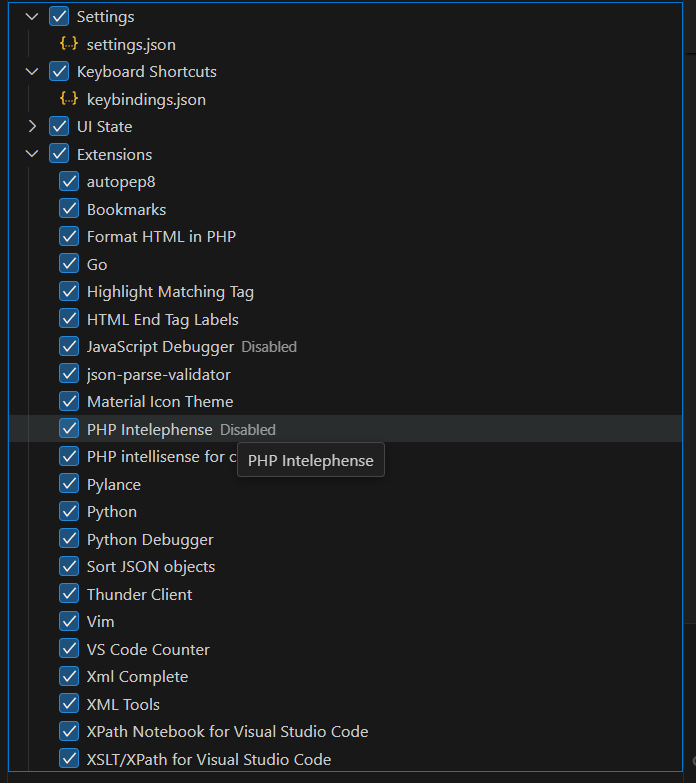 Settings
settings.json
Keyboard Shortcuts
keybindings.json
UI State
Extensions
autopep8
Bookmarks
Format HTML in PHP
Go
Highlight Matching Tag
HTML End Tag Labels
JavaScript Debugger Disabled
json-parse-validator
Material Icon Theme
PHP Intelephense Disabled
PHP intellisense for c
PHP Intelephense
Pylance
Python
Python Debugger
Sort JSON objects
Thunder Client
Vim
VS Code Counter
Xml Complete
XML Tools
XPath Notebook for Visual Studio Code
XSLT/XPath for Visual Studio Code